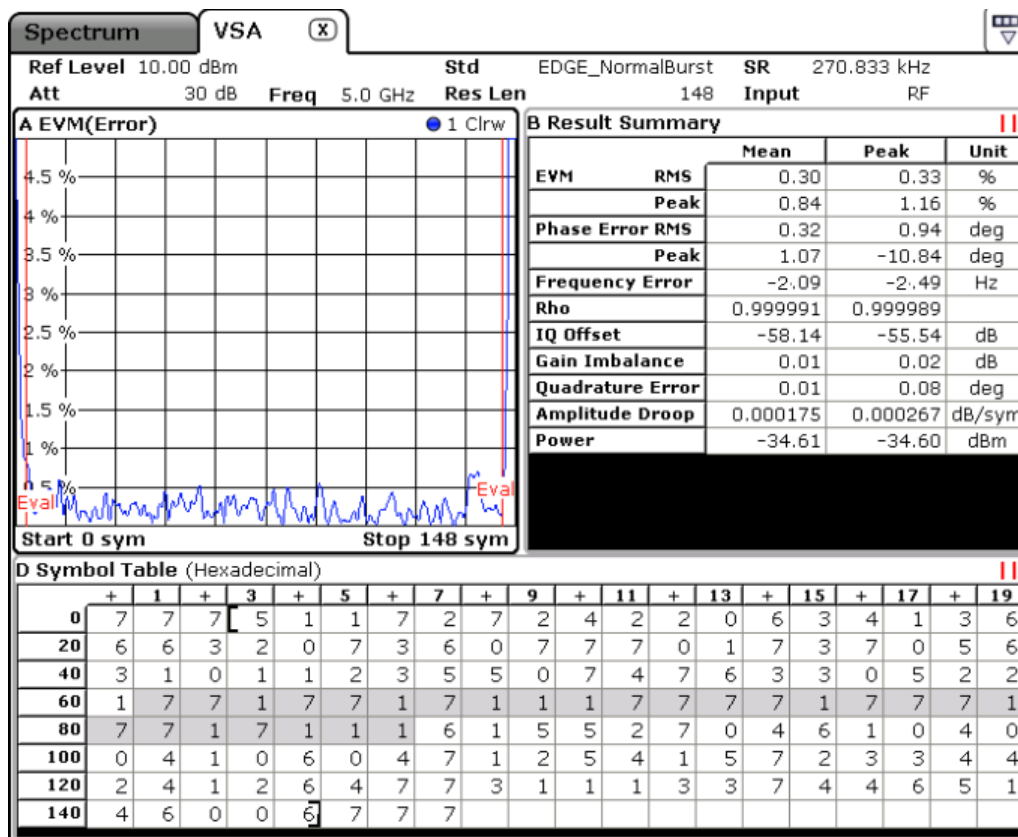 Spectrum VSA X
Ref Level 10.00 dBm Std EDGE_NormalBurst SR 270.833 kHz
Att 30 dB Freq 5.0 GHz Res Len 148 Input RF
A EVM(Error) 1 Clrw
4.5 %
4 %
3.5 %
3 %
2.5 %
2 %
1.5 %
1 %
0.5 %
Eval Eval
Start 0 sym Stop 148 sym
B Result Summary
Mean Peak Unit
EVM RMS 0.30 0.33 %
Peak 0.84 1.16 %
Phase Error RMS 0.32 0.94 deg
Peak 1.07 -10.84 deg
Frequency Error -2.09 -2.49 Hz
Rho 0.999991 0.999989
IQ Offset -58.14 -55.54 dB
Gain Imbalance 0.01 0.02 dB
Quadrature Error 0.01 0.08 deg
Amplitude Droop 0.000175 0.000267 dB/sym
Power -34.61 -34.60 dBm
D Symbol Table (Hexadecimal)
+ 1 + 3 + 5 + 7 + 9 + 11 + 13 + 15 + 17 + 19
0 7 7 7 [ 5 1 1 7 2 7 2 4 2 2 0 6 3 4 1 3 6
20 6 6 3 2 0 7 3 6 0 7 7 7 0 1 7 3 7 0 5 6
40 3 1 0 1 1 2 3 5 5 0 7 4 7 6 3 3 0 5 2 2
60 1 7 7 1 7 7 1 7 1 1 1 7 7 7 7 1 7 7 7 1
80 7 7 1 7 1 1 1 6 1 5 5 2 7 0 4 6 1 0 4 0
100 0 4 1 0 6 0 4 7 1 2 5 4 1 5 7 2 3 3 4 4
120 2 4 1 2 6 4 7 7 3 1 1 1 3 3 7 4 4 6 5 1
140 4 6 0 0 6 ] 7 7 7